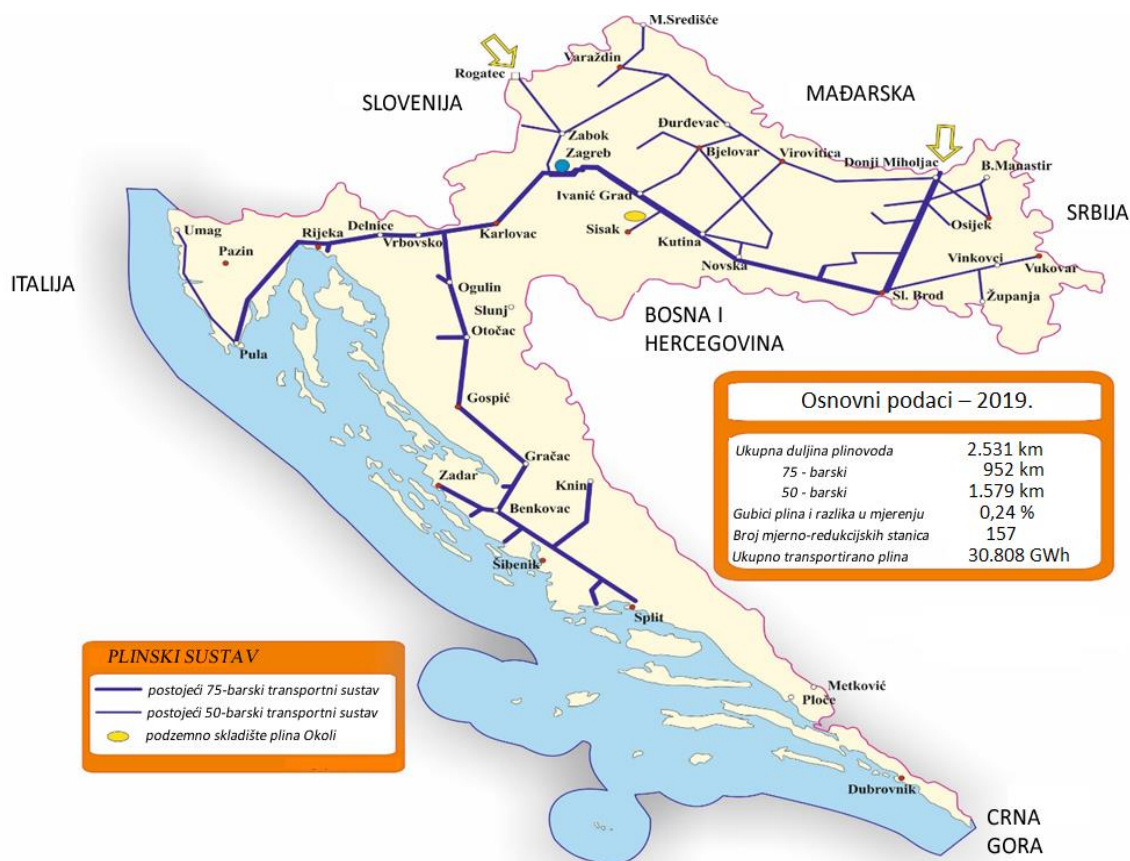 M.Središće
Varaždin
Rogatec
SLOVENIJA
MAĐARSKA
Zabok
Đurđevac
Zagreb
Bjelovar
Virovitica
Donji Miholjac
B.Manastir
Ivanić Grad
SRBIJA
Umag
Rijeka
Delnice
Vrbovsko
Karlovac
Sisak
Kutina
Osijek
Pazin
Novska
Vinkovci
Vukovar
ITALIJA
Ogulin
Slunj
Sl. Brod
Županja
BOSNA I
HERCEGOVINA
Otočac
Pula
Gospić
Osnovni podaci – 2019.
Ukupna duljina plinovoda 2.531 km
75 - barski 952 km
50 - barski 1.579 km
Gubici plina i razlika u mjerenju 0,24 %
Broj mjerno-redukcijskih stanica 157
Ukupno transportirano plina 30.808 GWh
Gračac
Zadar
Knin
Benkovac
Šibenik
Split
PLINSKI SUSTAV
postojeći 75-barski transportni sustav
postojeći 50-barski transportni sustav
podzemno skladište plina Okoli
Metković
Ploče
Dubrovnik
CRNA
GORA